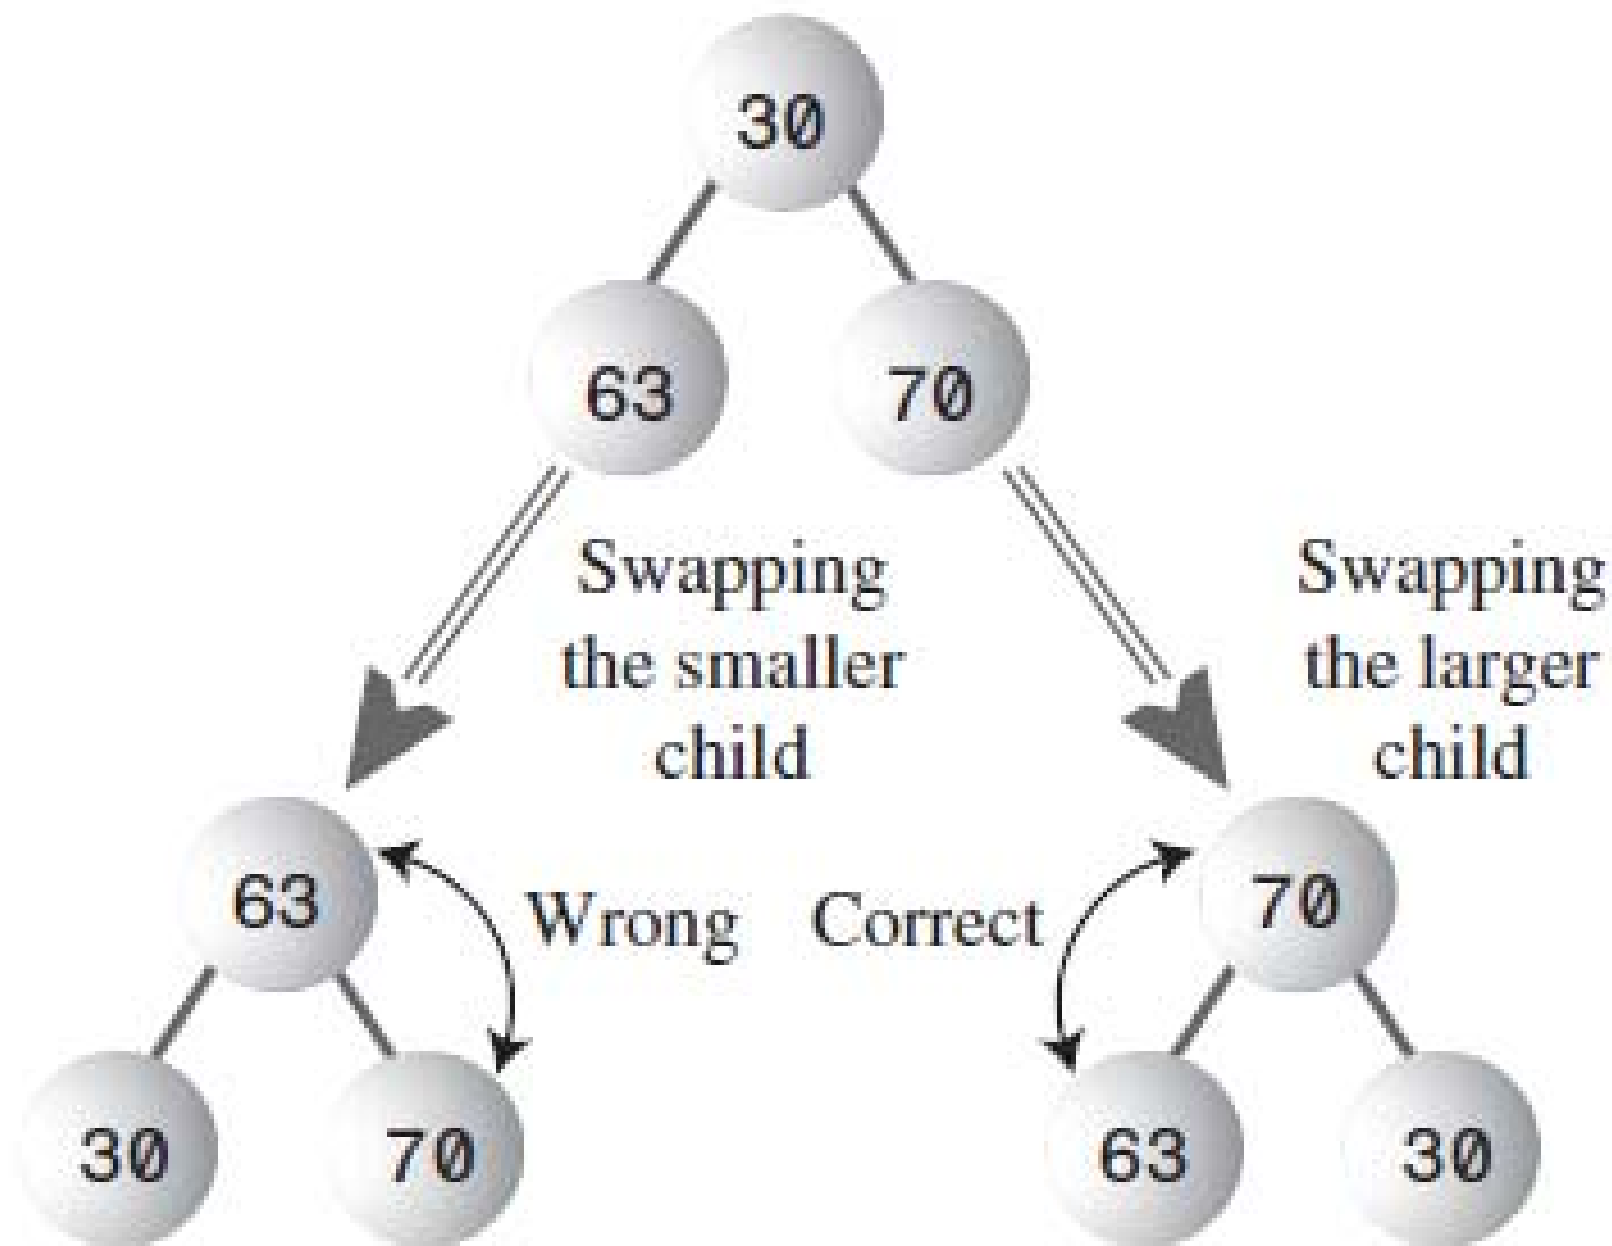 30
63 70
Swapping
the smaller
child
Swapping
the larger
child
63 Wrong Correct 70
30 70 63 30